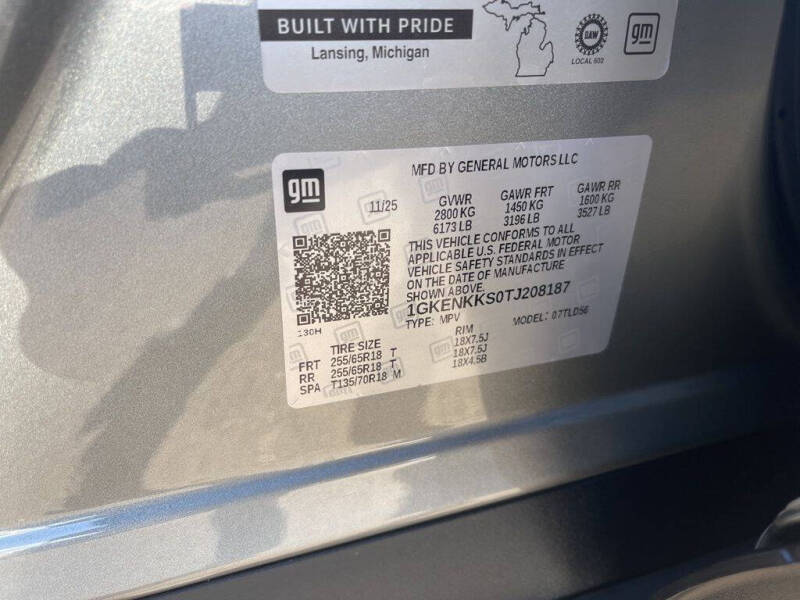 BUILT WITH PRIDE
Lansing, Michigan
UAW
LOCAL 602
gm
gm
MFD BY GENERAL MOTORS LLC
11/25
GVWR GAWR FRT GAWR RR
2800 KG 1450 KG 1600 KG
6173 LB 3196 LB 3527 LB
THIS VEHICLE CONFORMS TO ALL
APPLICABLE U.S. FEDERAL MOTOR
VEHICLE SAFETY STANDARDS IN EFFECT
ON THE DATE OF MANUFACTURE
SHOWN ABOVE.
1GKENKKS0TJ208187
TYPE: MPV MODEL: 07TLD56
130H
TIRE SIZE RIM
FRT 255/65R18 T 18X7.5J
RR 255/65R18 T 18X7.5J
SPA T135/70R18 M 18X4.5B